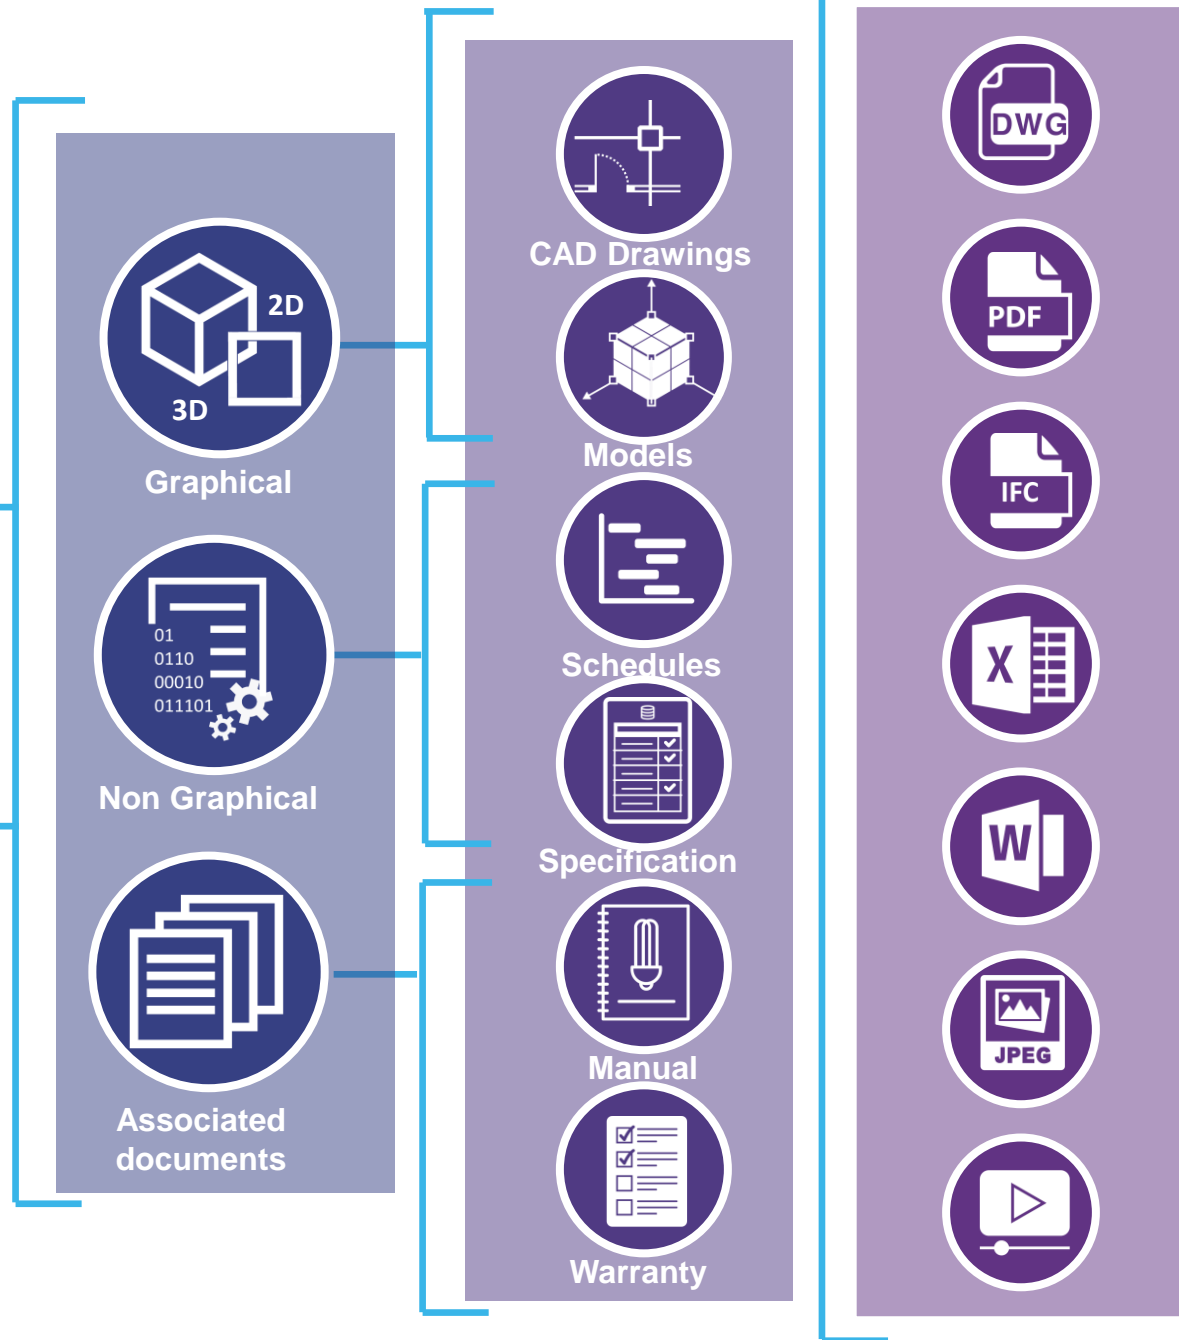 2D
3D
Graphical
01
0110
00010
011101
Non Graphical
Associated
documents
CAD Drawings
Models
Schedules
Specification
Manual
Warranty
DWG
PDF
IFC
X
W
JPEG